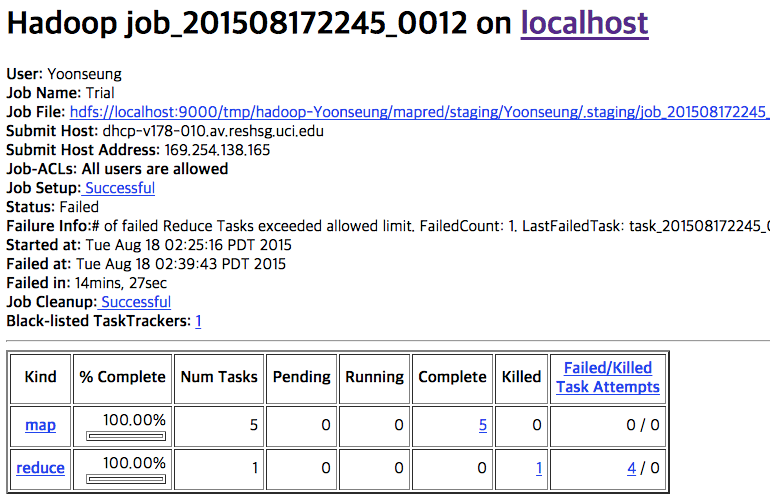 Hadoop job_201508172245_0012 on localhost
User: Yoonseung
Job Name: Trial
Job File: hdfs://localhost:9000/tmp/hadoop-Yoonseung/mapred/staging/Yoonseung/.staging/job_201508172245_
Submit Host: dhcp-v178-010.av.reshsg.uci.edu
Submit Host Address: 169.254.138.165
Job-ACLs: All users are allowed
Job Setup: Successful
Status: Failed
Failure Info:# of failed Reduce Tasks exceeded allowed limit. FailedCount: 1. LastFailedTask: task_201508172245_
Started at: Tue Aug 18 02:25:16 PDT 2015
Failed at: Tue Aug 18 02:39:43 PDT 2015
Failed in: 14mins, 27sec
Job Cleanup: Successful
Black-listed TaskTrackers: 1
Kind % Complete Num Tasks Pending Running Complete Killed Failed/Killed
Task Attempts
map 100.00% 5 0 0 5 0 0 / 0
reduce 100.00% 1 0 0 0 1 4 / 0